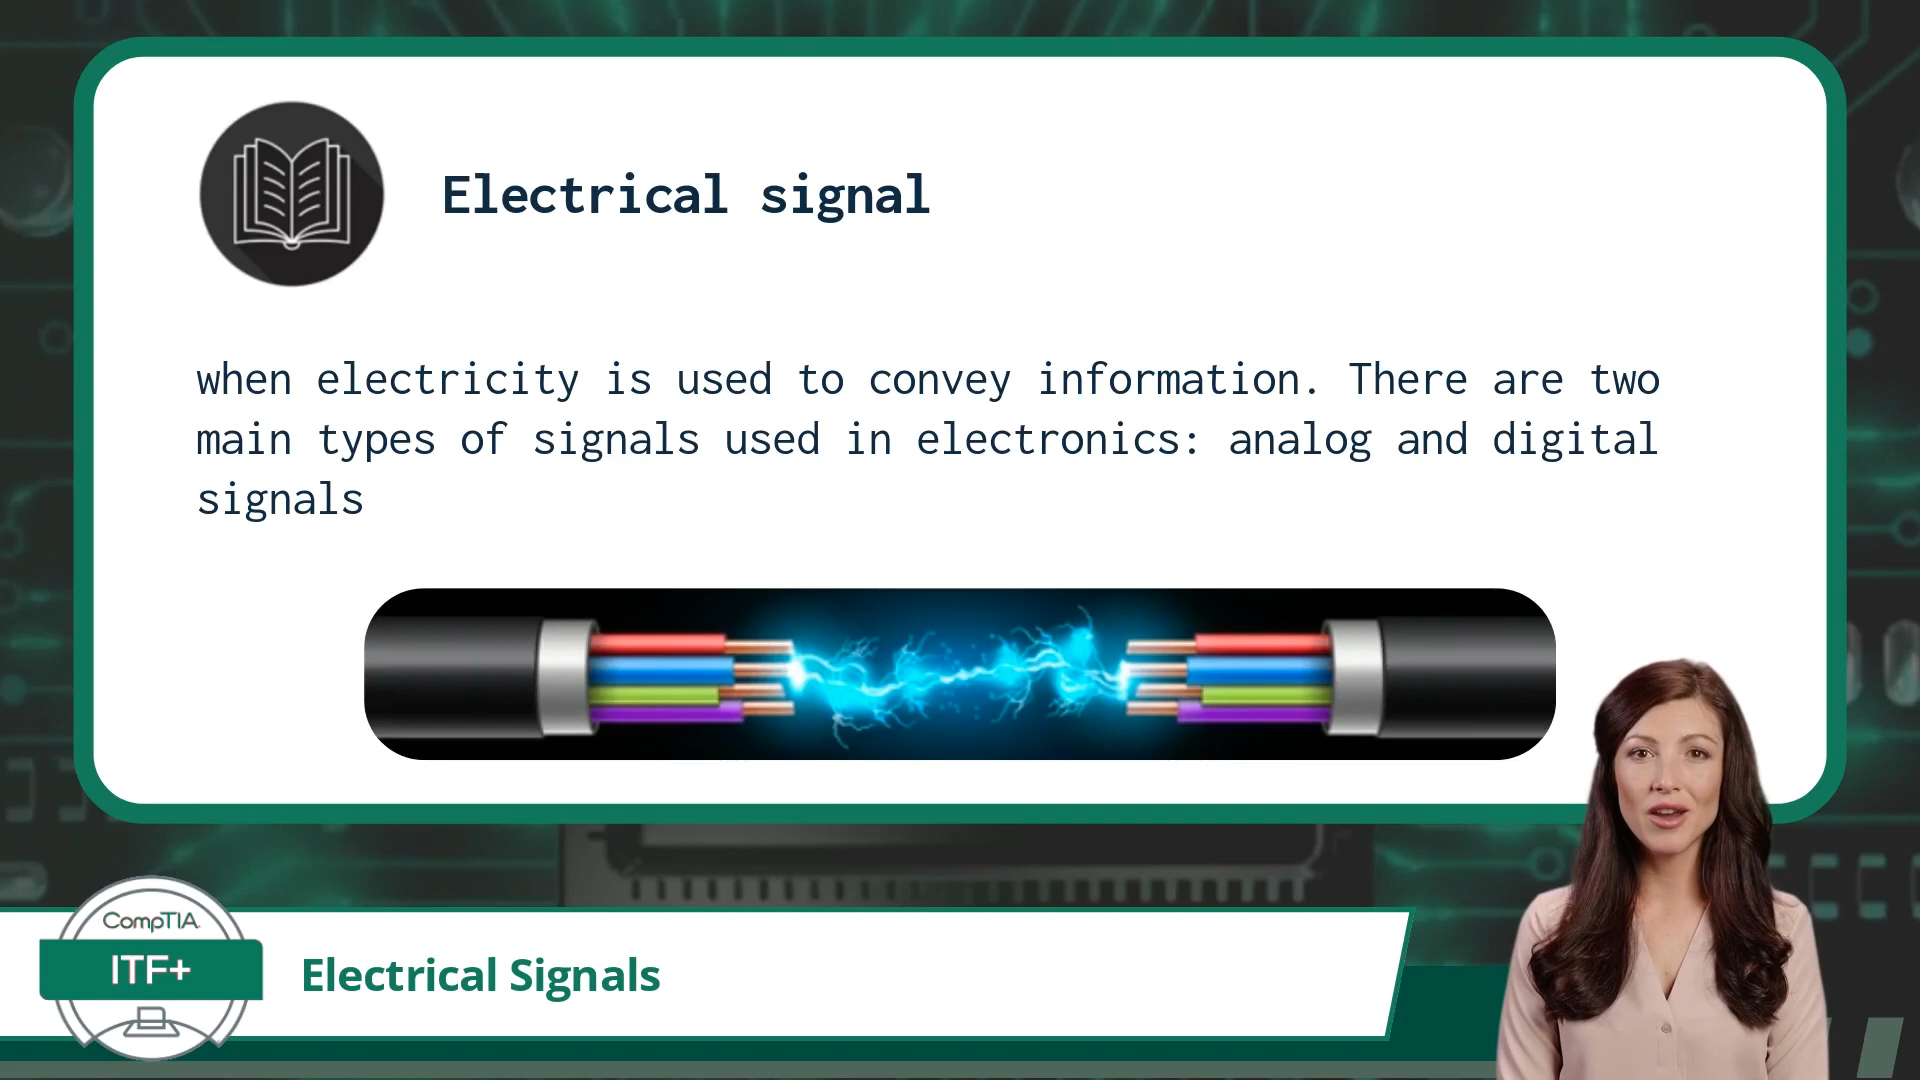 Electrical signal
when electricity is used to convey information. There are two
main types of signals used in electronics: analog and digital
signals
CompTIA.
ITF+
Electrical Signals